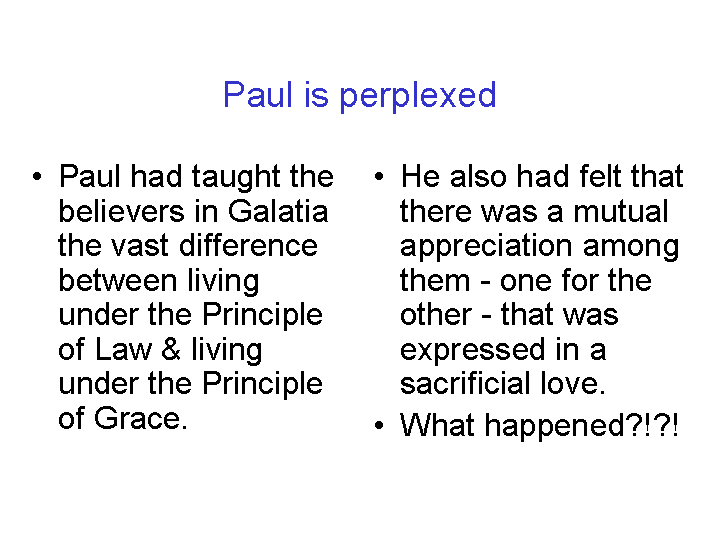 Paul is perplexed
• Paul had taught the
believers in Galatia
the vast difference
between living
under the Principle
of Law & living
under the Principle
of Grace.
• He also had felt that
there was a mutual
appreciation among
them - one for the
other - that was
expressed in a
sacrificial love.
• What happened?!?!